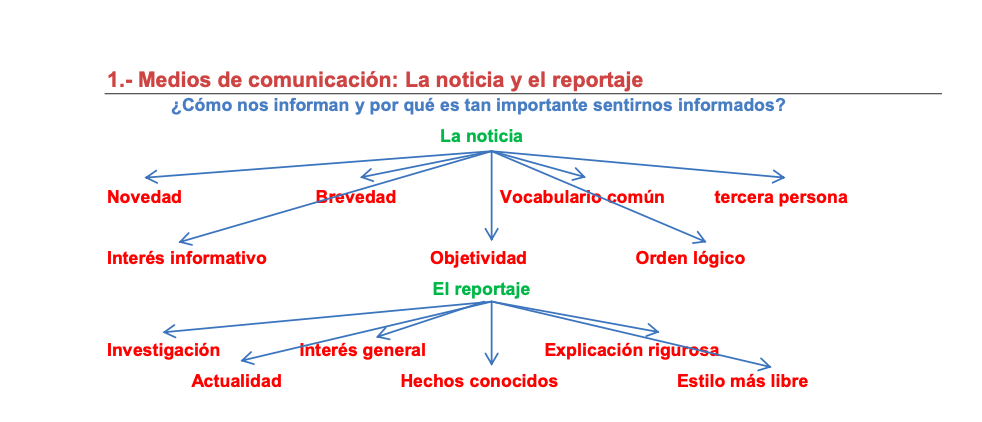 1.- Medios de comunicación: La noticia y el reportaje
¿Cómo nos informan y por qué es tan importante sentirnos informados?
La noticia
Novedad Brevedad Vocabulario común tercera persona
Interés informativo Objetividad Orden lógico
El reportaje
Investigación Interés general Explicación rigurosa
Actualidad Hechos conocidos Estilo más libre